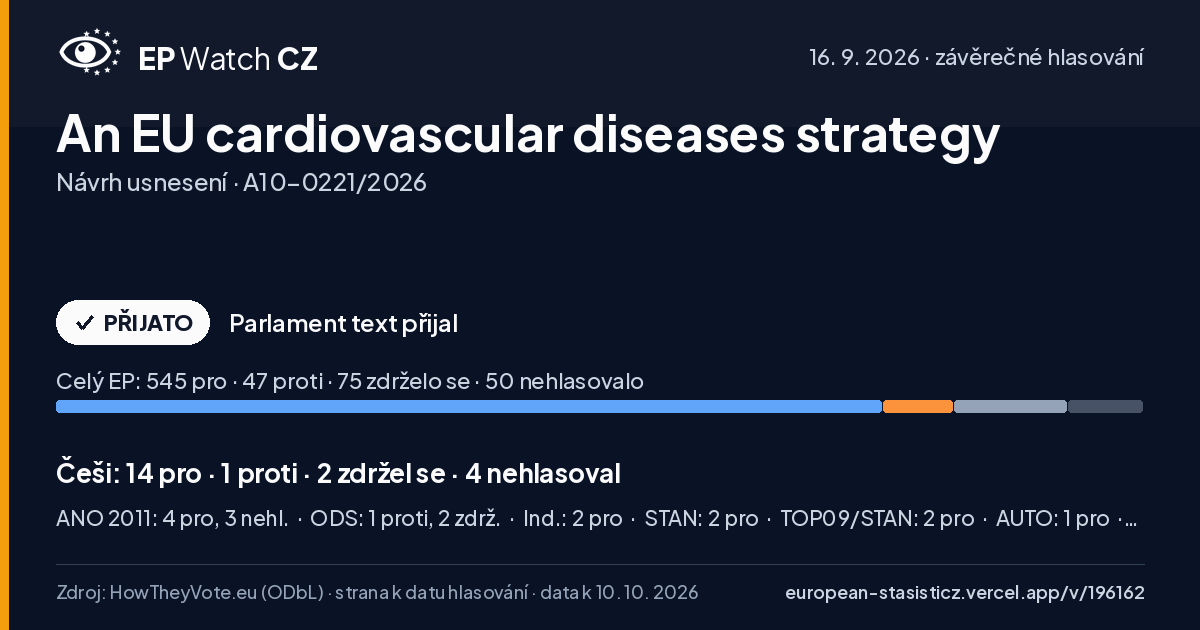 EP Watch CZ
16. 9. 2026 · závěrečné hlasování
An EU cardiovascular diseases strategy
Návrh usnesení · A10-0221/2026
✓ PŘIJATO
Parlament text přijal
Celý EP: 545 pro · 47 proti · 75 zdrželo se · 50 nehlasovalo
Češi: 14 pro · 1 proti · 2 zdržel se · 4 nehlasoval
ANO 2011: 4 pro, 3 nehl. · ODS: 1 proti, 2 zdrž. · Ind.: 2 pro · STAN: 2 pro · TOP09/STAN: 2 pro · AUTO: 1 pro ·…
Zdroj: HowTheyVote.eu (ODbL) · strana k datu hlasování · data k 10. 10. 2026
european-stasisticz.vercel.app/v/196162